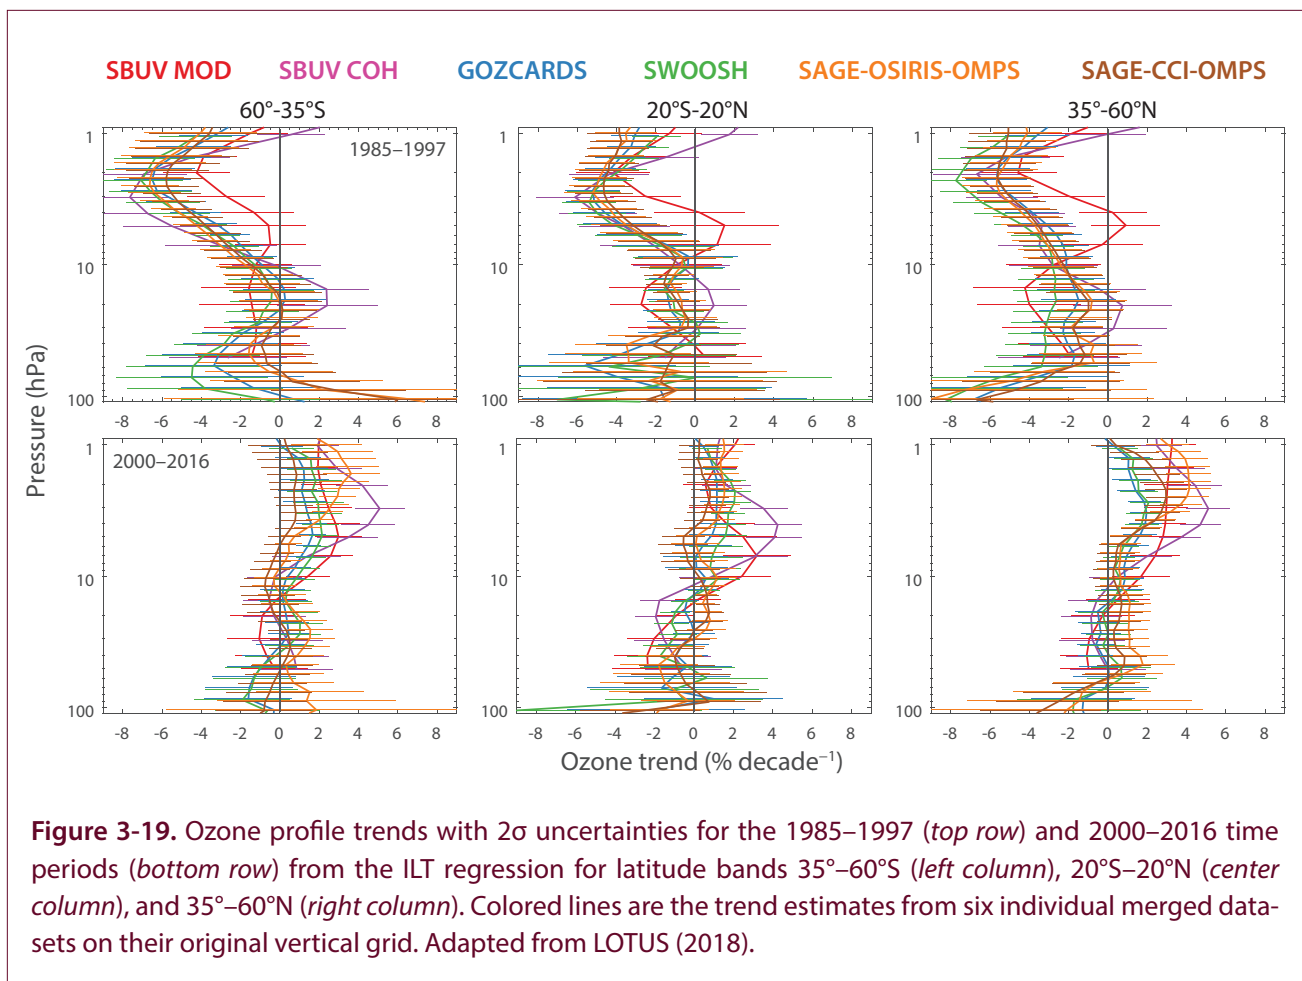 SBUV MOD SBUV COH GOZCARDS SWOOSH SAGE-OSIRIS-OMPS SAGE-CCI-OMPS
60°-35°S 20°S-20°N 35°-60°N
1985–1997
1 1 1
10 10 10
100 100 100
-8 -6 -4 -2 0 2 4 6 8 -8 -6 -4 -2 0 2 4 6 8 -8 -6 -4 -2 0 2 4 6 8
Pressure (hPa)
2000–2016
1 1 1
10 10 10
100 100 100
-8 -6 -4 -2 0 2 4 6 8 -8 -6 -4 -2 0 2 4 6 8 -8 -6 -4 -2 0 2 4 6 8
Ozone trend (% decade⁻¹)
Figure 3-19. Ozone profile trends with 2σ uncertainties for the 1985–1997 (top row) and 2000–2016 time
periods (bottom row) from the ILT regression for latitude bands 35°–60°S (left column), 20°S–20°N (center
column), and 35°–60°N (right column). Colored lines are the trend estimates from six individual merged data-
sets on their original vertical grid. Adapted from LOTUS (2018).